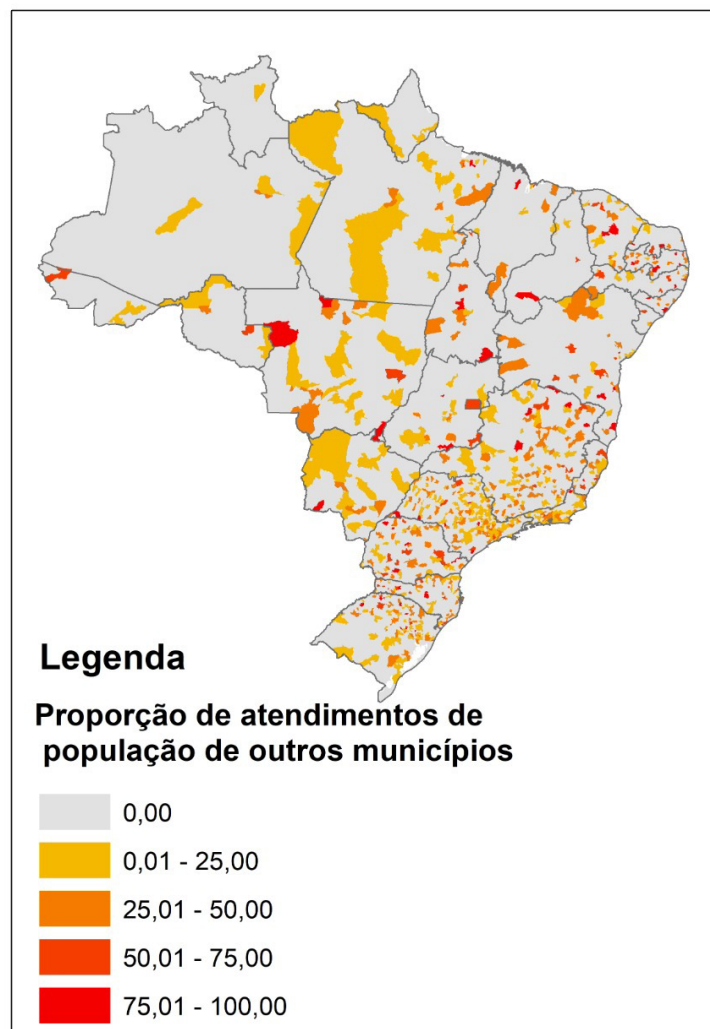 Legenda
Proporção de atendimentos de
população de outros municípios
0,00
0,01 - 25,00
25,01 - 50,00
50,01 - 75,00
75,01 - 100,00